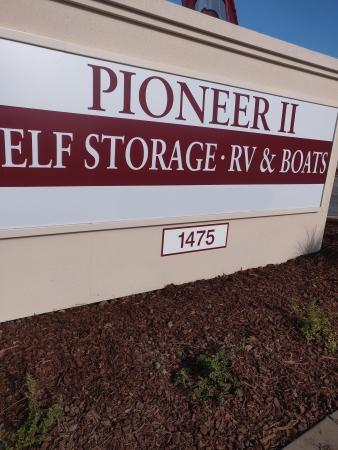 PIONEER II
ELF STORAGE · RV & BOATS
1475